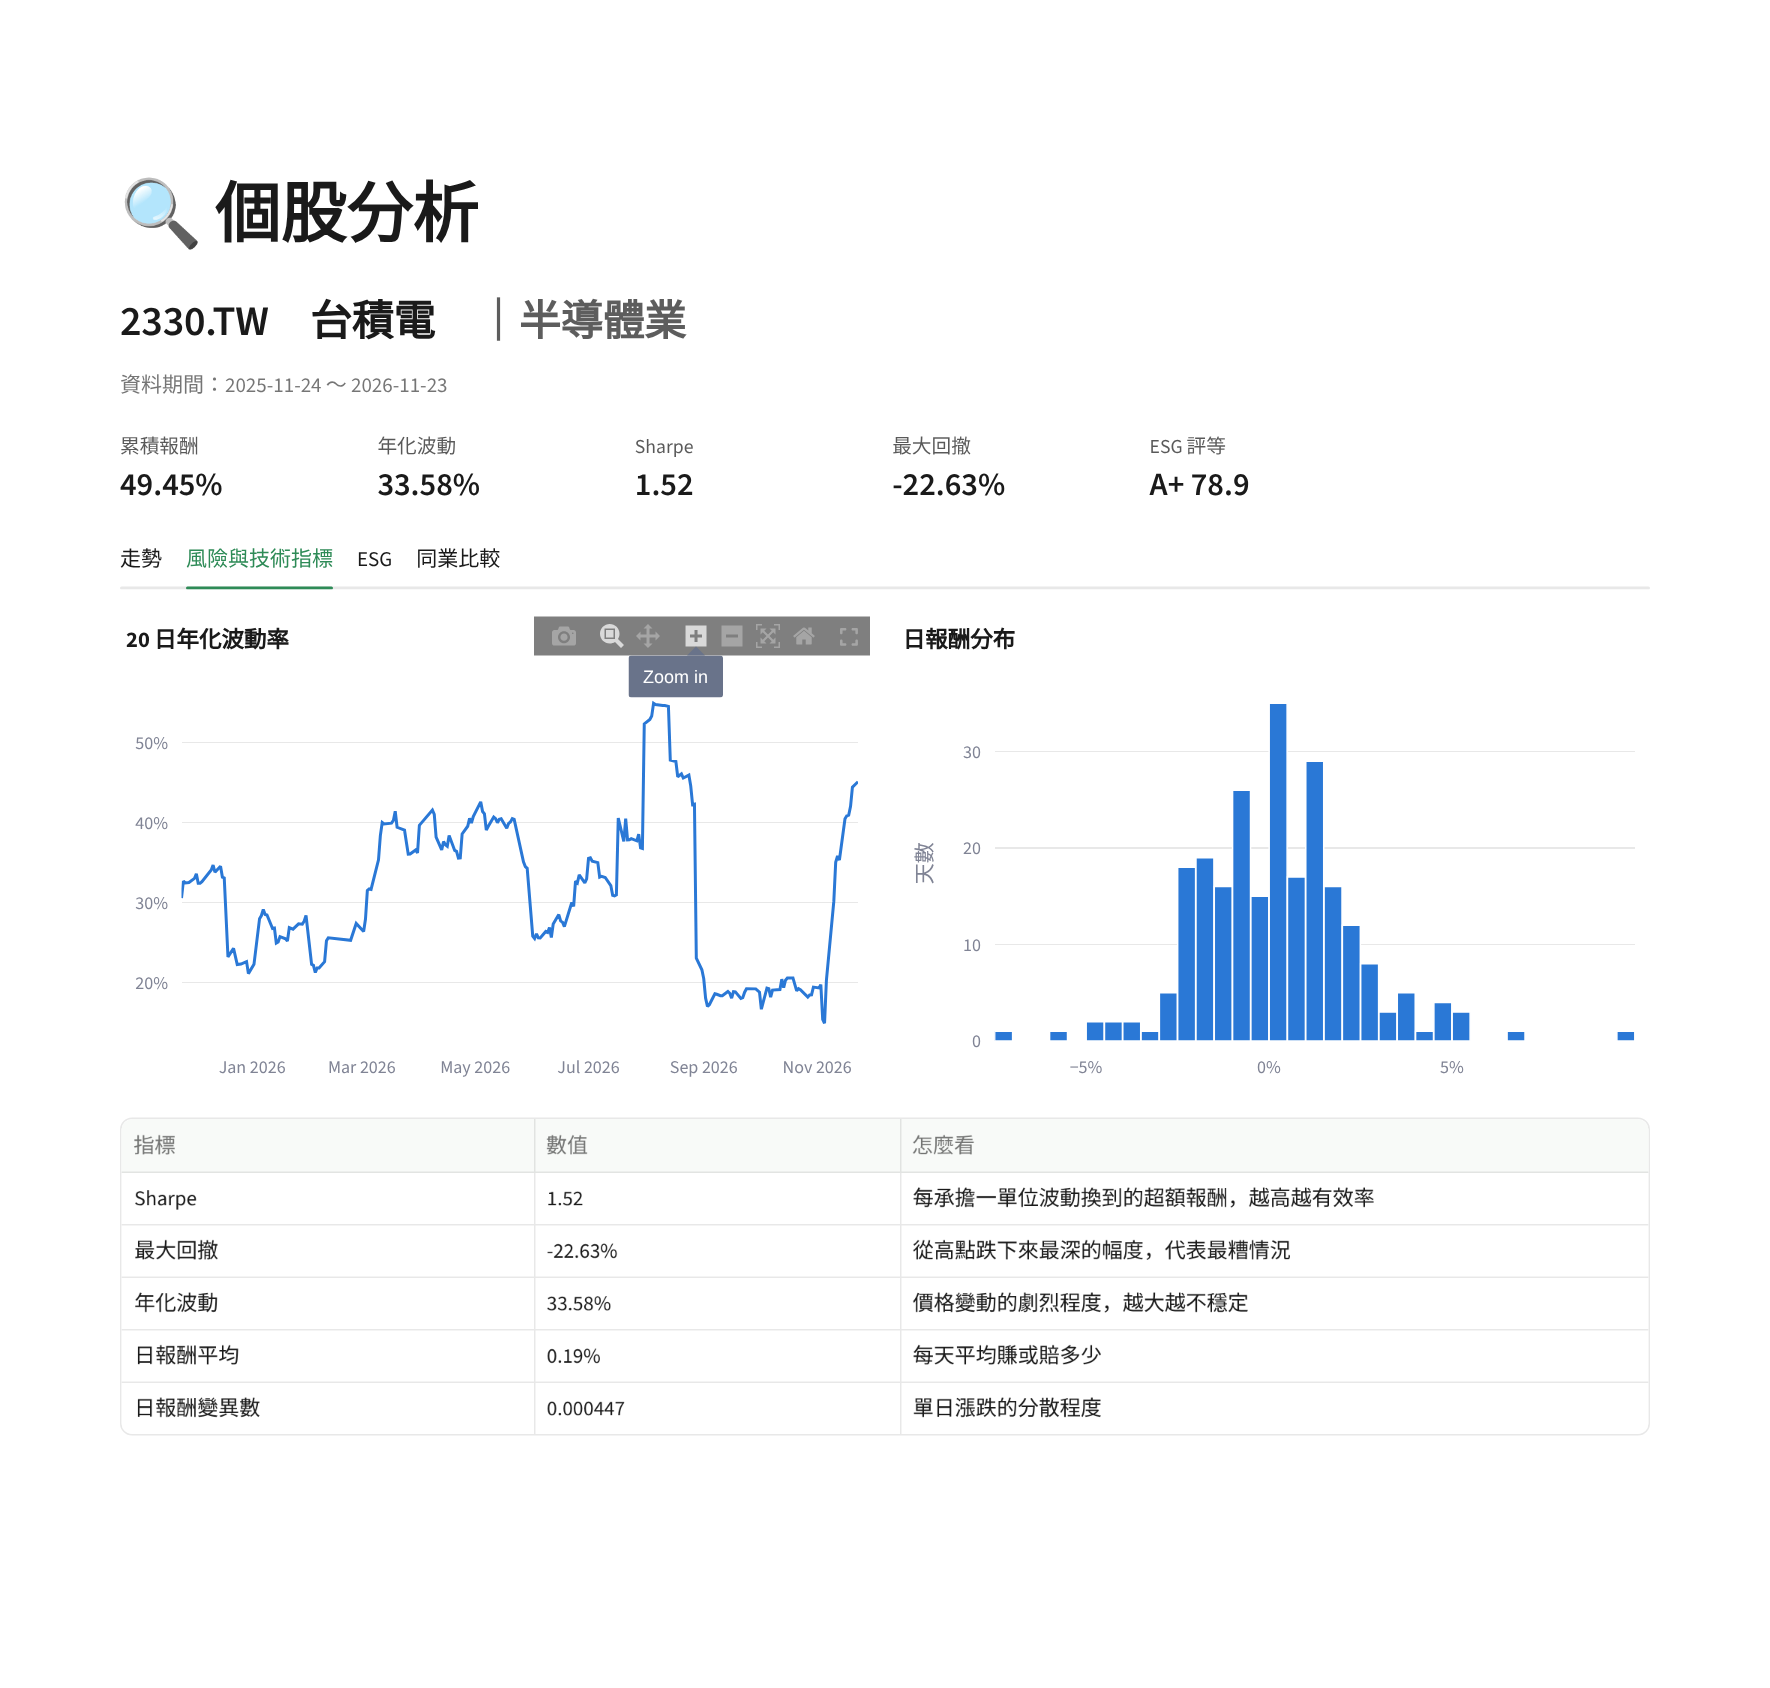 個股分析
2330.TW 台積電 ｜半導體業
資料期間：2025-11-24 ～ 2026-11-23
累積報酬 年化波動 Sharpe 最大回撤 ESG 評等
49.45% 33.58% 1.52 -22.63% A+ 78.9
走勢 風險與技術指標 ESG 同業比較
20 日年化波動率
Zoom in
50%
40%
30%
20%
Jan 2026 Mar 2026 May 2026 Jul 2026 Sep 2026 Nov 2026
日報酬分布
天數
30
20
10
0
−5% 0% 5%
指標 數值 怎麼看
Sharpe 1.52 每承擔一單位波動換到的超額報酬，越高越有效率
最大回撤 -22.63% 從高點跌下來最深的幅度，代表最糟情況
年化波動 33.58% 價格變動的劇烈程度，越大越不穩定
日報酬平均 0.19% 每天平均賺或賠多少
日報酬變異數 0.000447 單日漲跌的分散程度